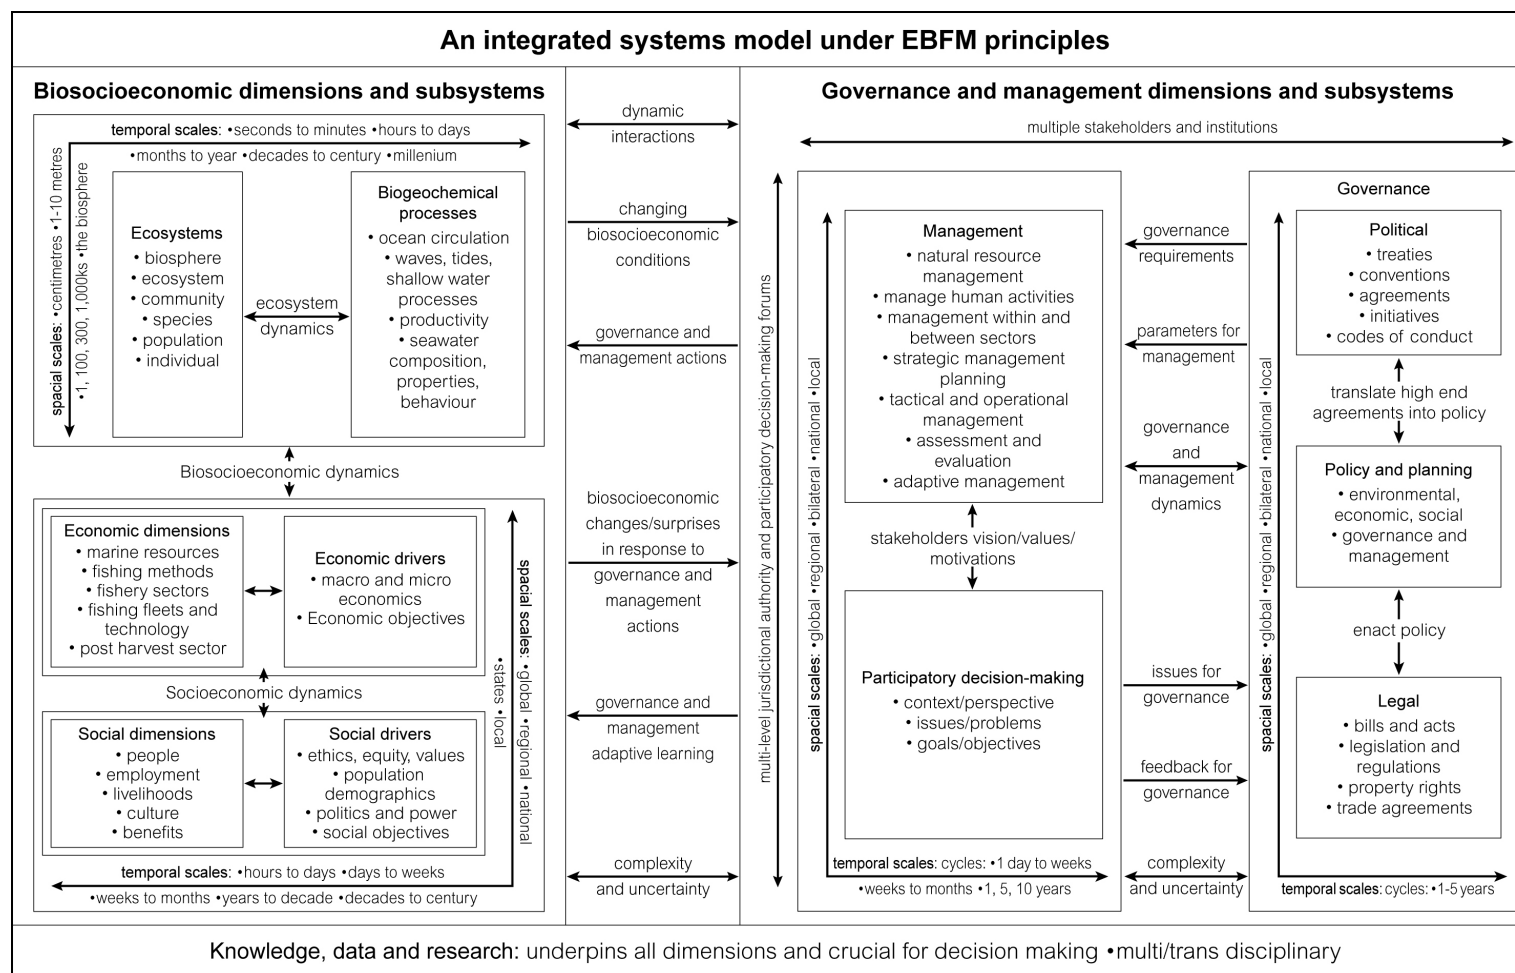 An integrated systems model under EBFM principles
Biosocioeconomic dimensions and subsystems
temporal scales: •seconds to minutes •hours to days
•months to year •decades to century •millenium
spacial scales: •centimetres •1-10 metres
•1, 100, 300, 1,000ks •the biosphere
Ecosystems
• biosphere
• ecosystem
• community
• species
• population
• individual
ecosystem
dynamics
Biogeochemical
processes
• ocean circulation
• waves, tides,
shallow water
processes
• productivity
• seawater
composition,
properties,
behaviour
Biosocioeconomic dynamics
Economic dimensions
• marine resources
• fishing methods
• fishery sectors
• fishing fleets and
technology
• post harvest sector
Economic drivers
• macro and micro
economics
• Economic objectives
Socioeconomic dynamics
Social dimensions
• people
• employment
• livelihoods
• culture
• benefits
Social drivers
• ethics, equity, values
• population
demographics
• politics and power
• social objectives
spacial scales: •global •regional •national
•states •local
temporal scales: •hours to days •days to weeks
•weeks to months •years to decade •decades to century
dynamic
interactions
changing
biosocioeconomic
conditions
governance and
management actions
biosocioeconomic
changes/surprises
in response to
governance and
management
actions
governance and
management
adaptive learning
complexity
and uncertainty
Governance and management dimensions and subsystems
multiple stakeholders and institutions
multi-level jurisdictional authority and participatory decision-making forums
spacial scales: •global •regional •bilateral •national •local
Management
• natural resource
management
• manage human activities
• management within and
between sectors
• strategic management
planning
• tactical and operational
management
• assessment and
evaluation
• adaptive management
stakeholders vision/values/
motivations
Participatory decision-making
• context/perspective
• issues/problems
• goals/objectives
temporal scales: cycles: •1 day to weeks
•weeks to months •1, 5, 10 years
governance
requirements
parameters for
management
governance
and
management
dynamics
issues for
governance
feedback for
governance
complexity
and uncertainty
Governance
spacial scales: •global •regional •bilateral •national •local
Political
• treaties
• conventions
• agreements
• initiatives
• codes of conduct
translate high end
agreements into policy
Policy and planning
• environmental,
economic, social
• governance and
management
enact policy
Legal
• bills and acts
• legislation and
regulations
• property rights
• trade agreements
temporal scales: cycles: •1-5 years
Knowledge, data and research: underpins all dimensions and crucial for decision making •multi/trans disciplinary